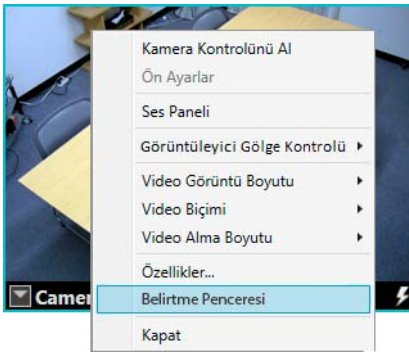 Kamera Kontrolünü Al
Ön Ayarlar
Ses Paneli
Görüntüleyici Gölge Kontrolü
Video Görüntü Boyutu
Video Biçimi
Video Alma Boyutu
Özellikler...
Belirtme Penceresi
Kapat